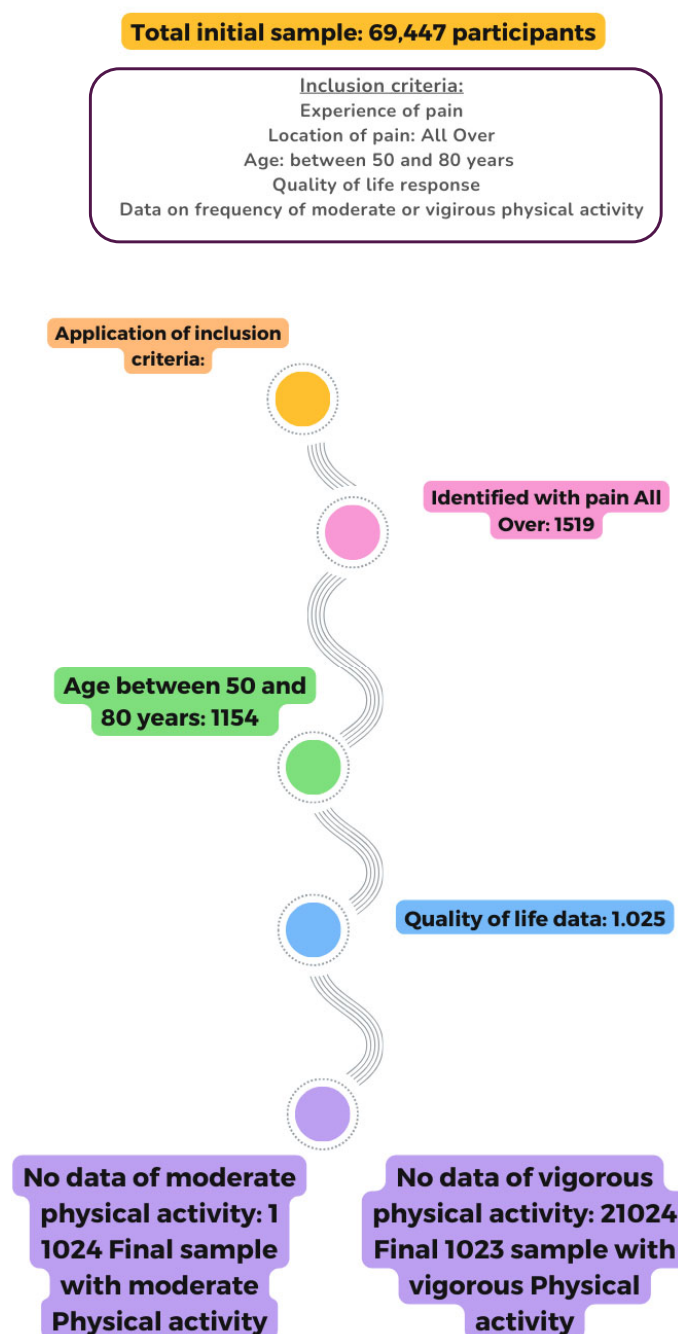 Total initial sample: 69,447 participants
Inclusion criteria:
Experience of pain
Location of pain: All Over
Age: between 50 and 80 years
Quality of life response
Data on frequency of moderate or vigirous physical activity
Application of inclusion
criteria:
Identified with pain All
Over: 1519
Age between 50 and
80 years: 1154
Quality of life data: 1.025
No data of moderate
physical activity: 1
1024 Final sample
with moderate
Physical activity
No data of vigorous
physical activity: 21024
Final 1023 sample with
vigorous Physical
activity